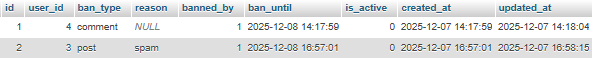 id user_id ban_type reason banned_by ban_until is_active created_at updated_at
1 4 comment NULL 1 2025-12-08 14:17:59 0 2025-12-07 14:17:59 2025-12-07 14:18:04
2 3 post spam 1 2025-12-08 16:57:01 0 2025-12-07 16:57:01 2025-12-07 16:58:15